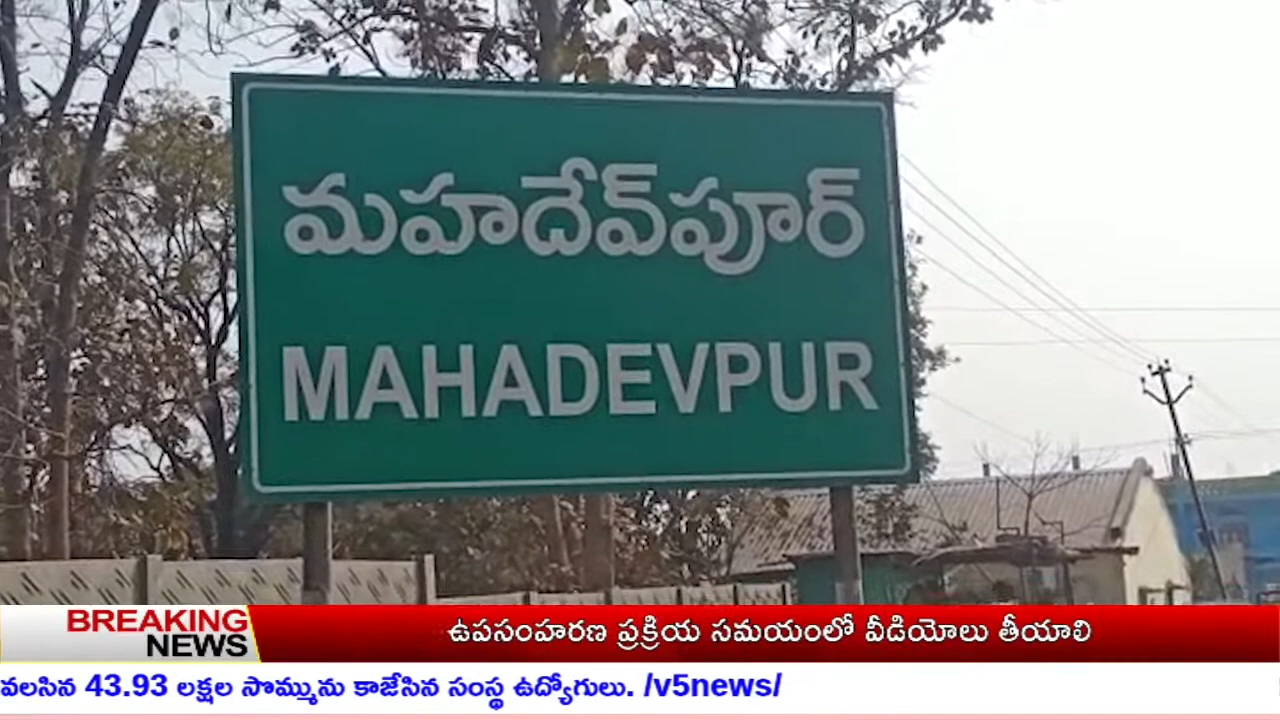 మహదేవ్‌పూర్
MAHADEVPUR
BREAKING
NEWS
ఉపసంహరణ ప్రక్రియ సమయంలో వీడియోలు తీయాలి
వలసిన 43.93 లక్షల సొమ్మును కాజేసిన సంస్థ ఉద్యోగులు. /v5news/